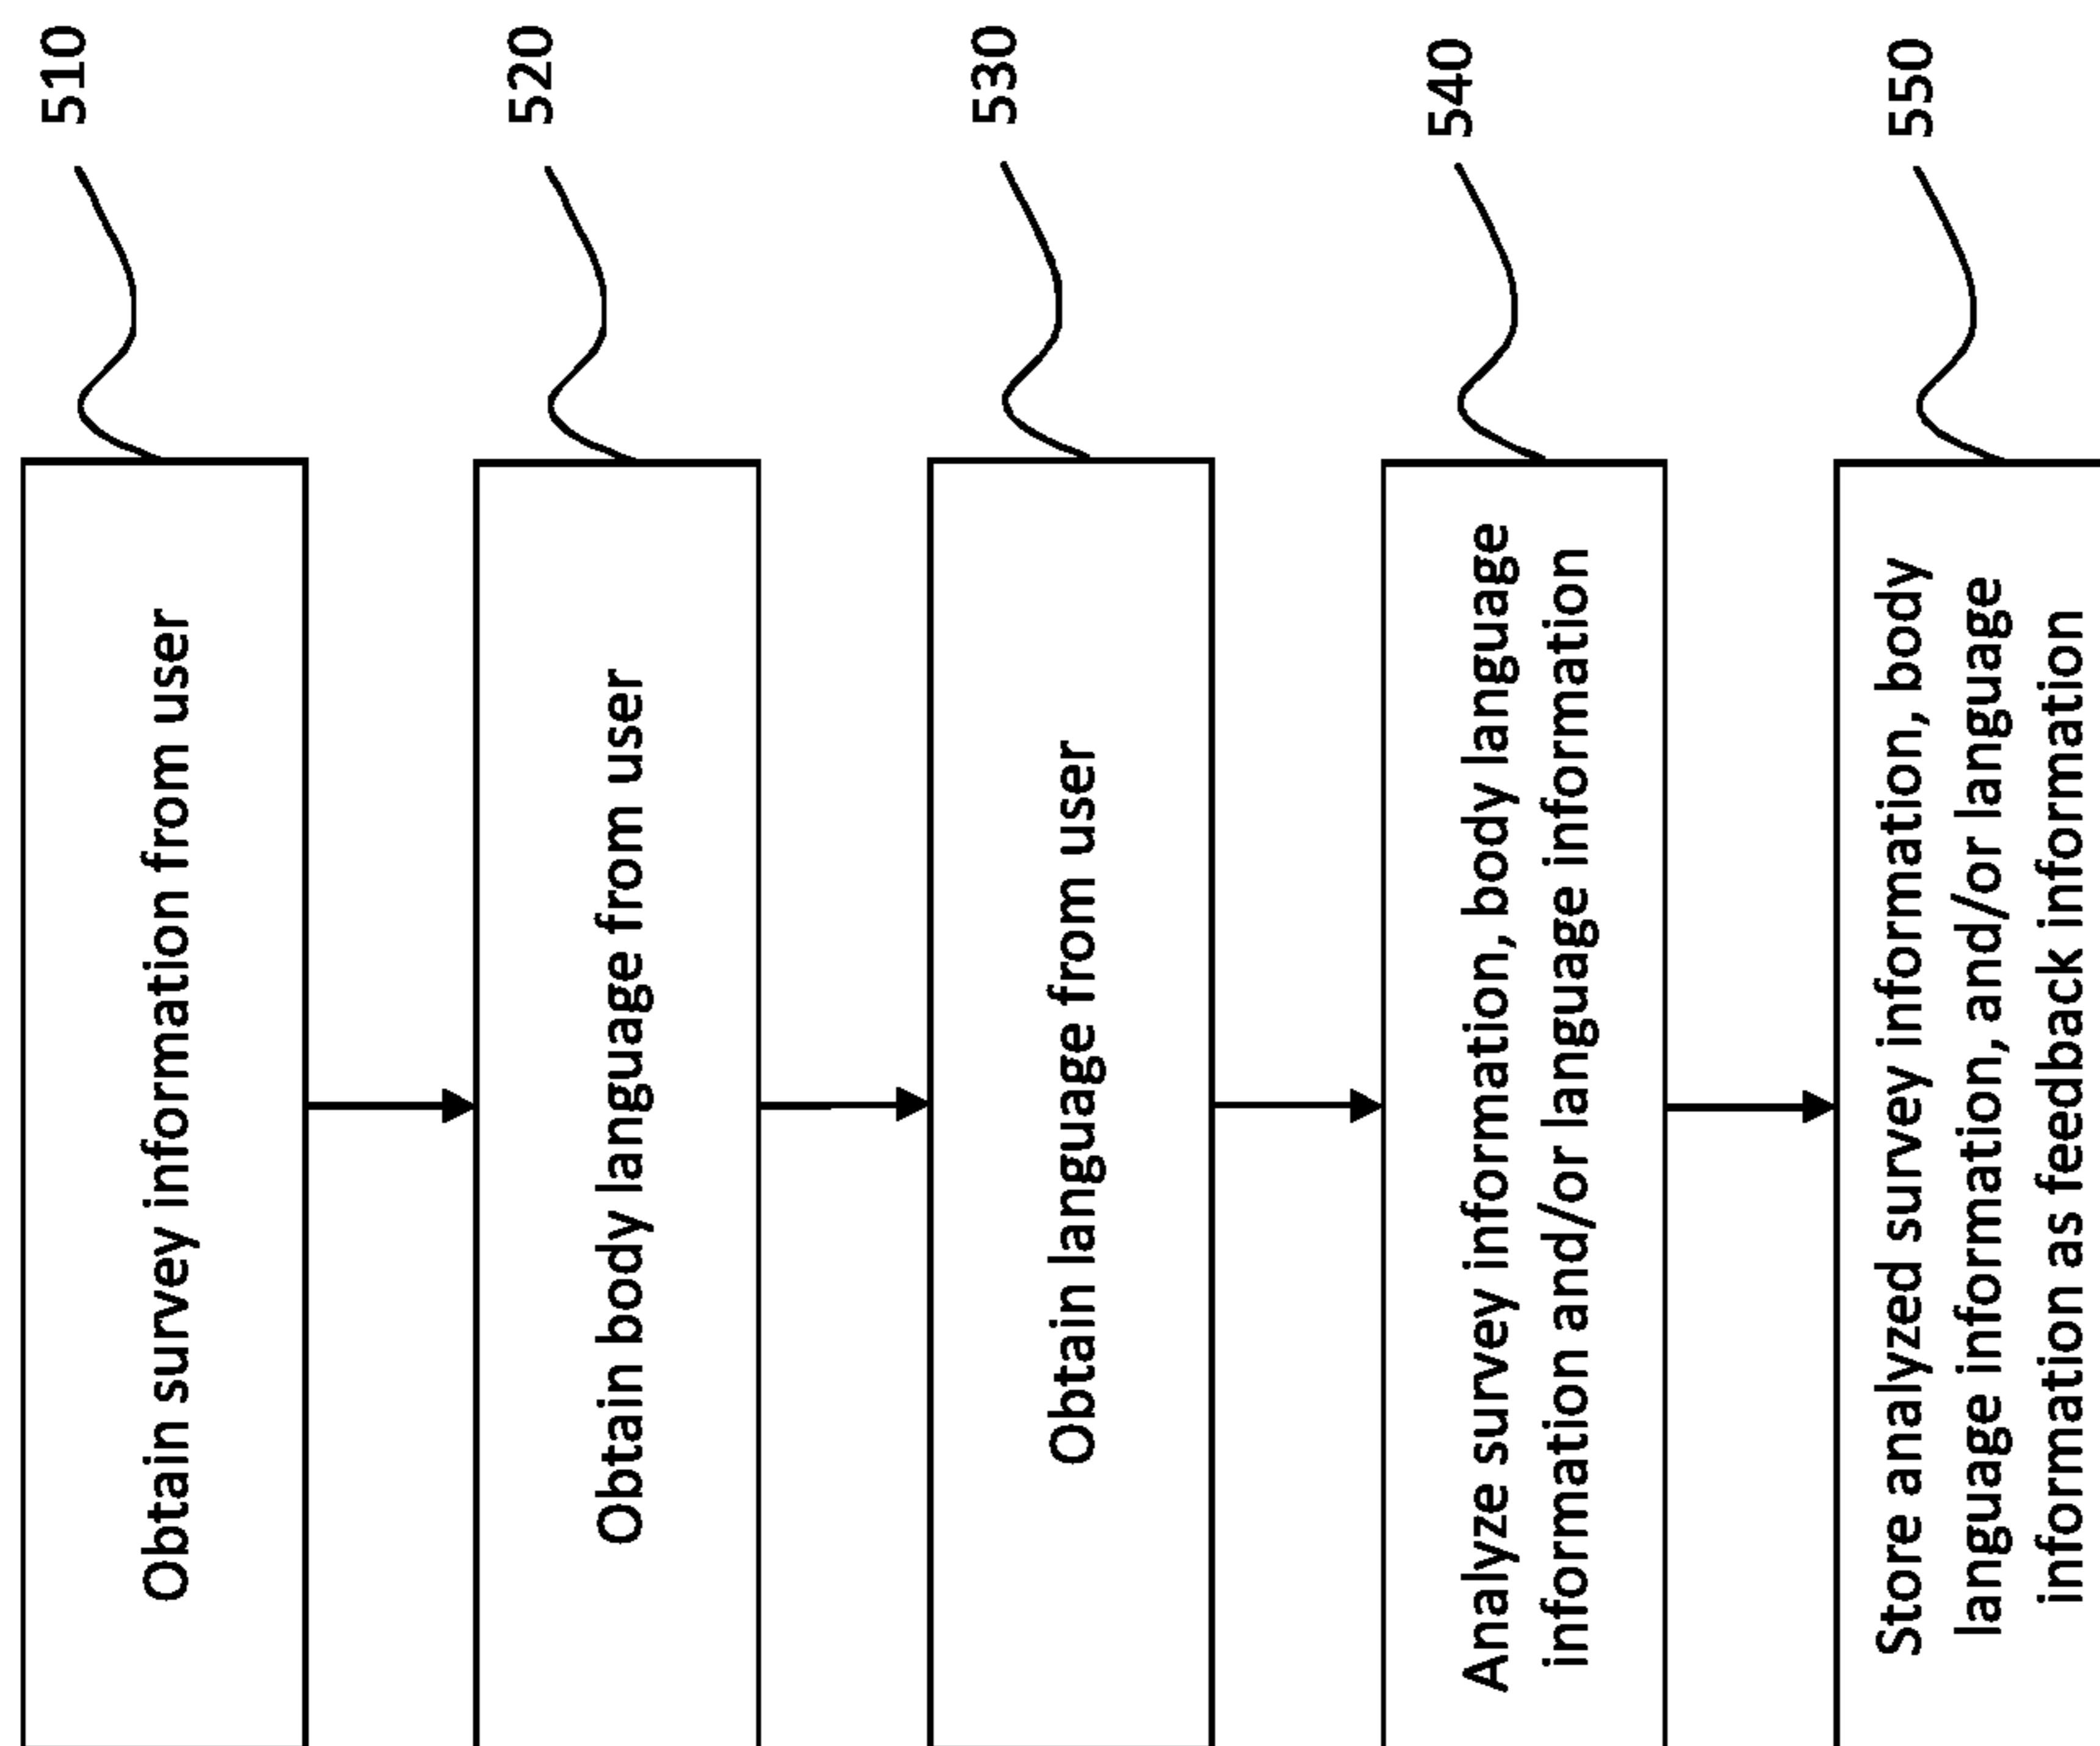 510
Obtain survey information from user
520
Obtain body language from user
530
Obtain language from user
540
Analyze survey information, body language
information and/or language information
550
Store analyzed survey information, body
language information, and/or language
information as feedback information